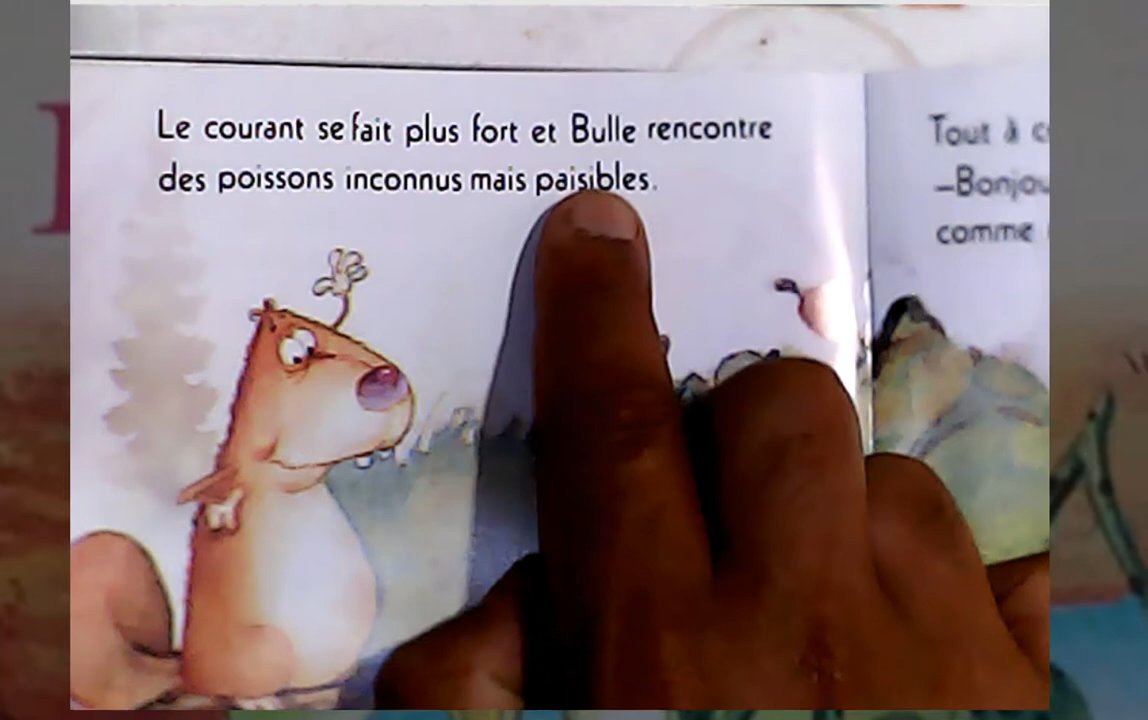 Le courant se fait plus fort et Bulle rencontre
des poissons inconnus mais paisibles.
Tout à
–Bonjou
comme